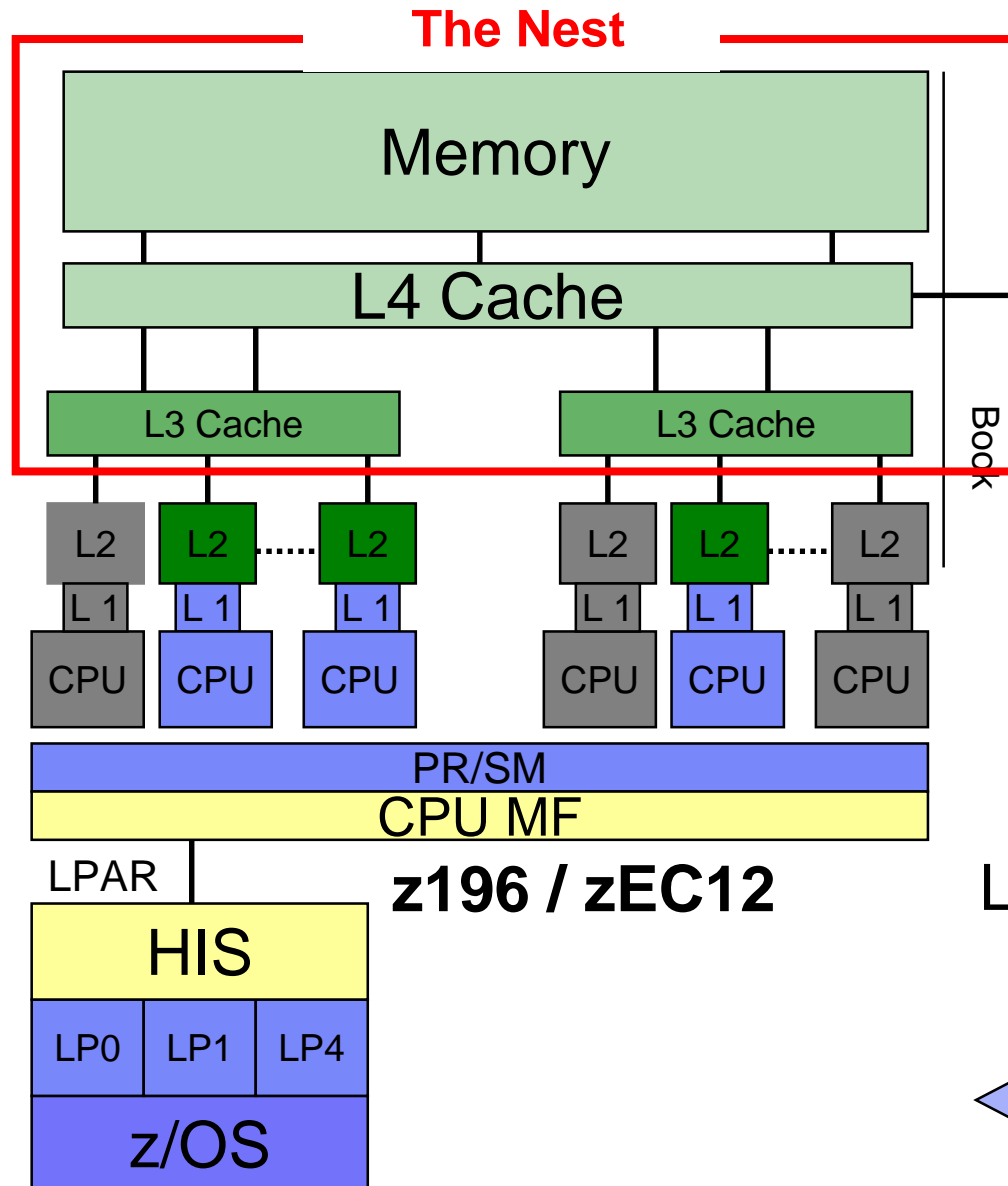 The Nest
Memory
L4 Cache
L3 Cache
L3 Cache
Book
L2
L2
L2
L2
L2
L2
L 1
L 1
L 1
L 1
L 1
L 1
CPU
CPU
CPU
CPU
CPU
CPU
PR/SM
CPU MF
LPAR
z196 / zEC12
L
HIS
LP0
LP1
LP4
z/OS